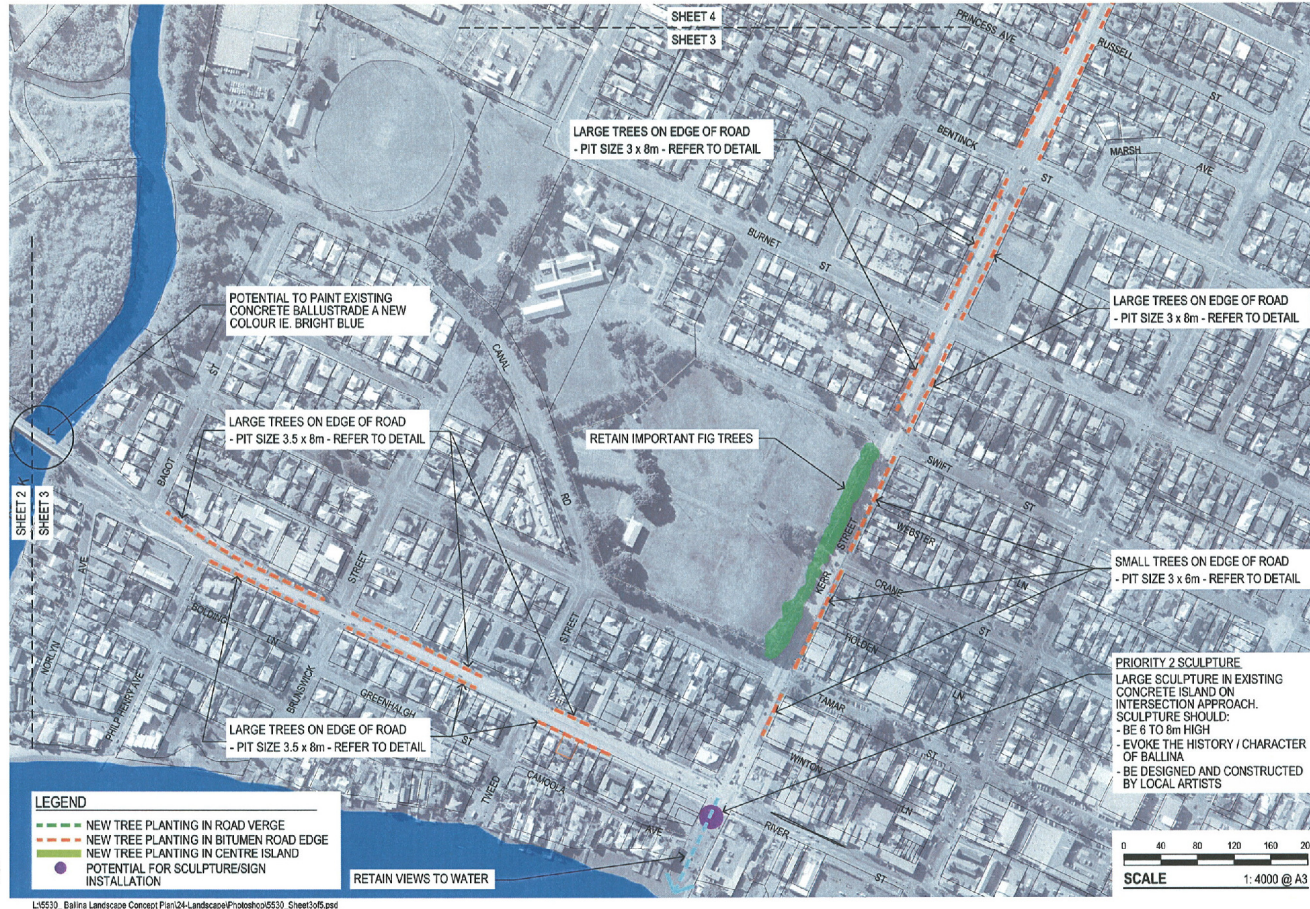 SHEET 4
SHEET 3
PRINCESS AVE
RUSSELL
ST
LARGE TREES ON EDGE OF ROAD
- PIT SIZE 3 x 8m - REFER TO DETAIL
BENTINCK
ST
MARSH
AVE
BURNET
ST
POTENTIAL TO PAINT EXISTING
CONCRETE BALLUSTRADE A NEW
COLOUR IE. BRIGHT BLUE
LARGE TREES ON EDGE OF ROAD
- PIT SIZE 3 x 8m - REFER TO DETAIL
CANAL
RD
ST
BAGOT
LARGE TREES ON EDGE OF ROAD
- PIT SIZE 3.5 x 8m - REFER TO DETAIL
RETAIN IMPORTANT FIG TREES
SWIFT
ST
SHEET 2
SHEET 3
K
WEBSTER
LN
KERR
STREET
CRANE
ST
SMALL TREES ON EDGE OF ROAD
- PIT SIZE 3 x 6m - REFER TO DETAIL
AVE
NORLYN
STREET
BOLDING
LN
BRUNSWICK
STREET
HOLDEN
LN
PHILP
HENRY AVE
GREENHALGH
ST
TAMAR
ST
PRIORITY 2 SCULPTURE
LARGE SCULPTURE IN EXISTING
CONCRETE ISLAND ON
INTERSECTION APPROACH.
SCULPTURE SHOULD:
- BE 6 TO 8m HIGH
- EVOKE THE HISTORY / CHARACTER
OF BALLINA
- BE DESIGNED AND CONSTRUCTED
BY LOCAL ARTISTS
LARGE TREES ON EDGE OF ROAD
- PIT SIZE 3.5 x 8m - REFER TO DETAIL
TWEED
CAMOOLA
AVE
WINTON
LN
RIVER
ST
LEGEND
NEW TREE PLANTING IN ROAD VERGE
NEW TREE PLANTING IN BITUMEN ROAD EDGE
NEW TREE PLANTING IN CENTRE ISLAND
POTENTIAL FOR SCULPTURE/SIGN
INSTALLATION
RETAIN VIEWS TO WATER
0 40 80 120 160 20
SCALE 1: 4000 @ A3
L:\5530_ Ballina Landscape Concept Plan\24-Landscape\Photoshop\5530_Sheet3of5.psd